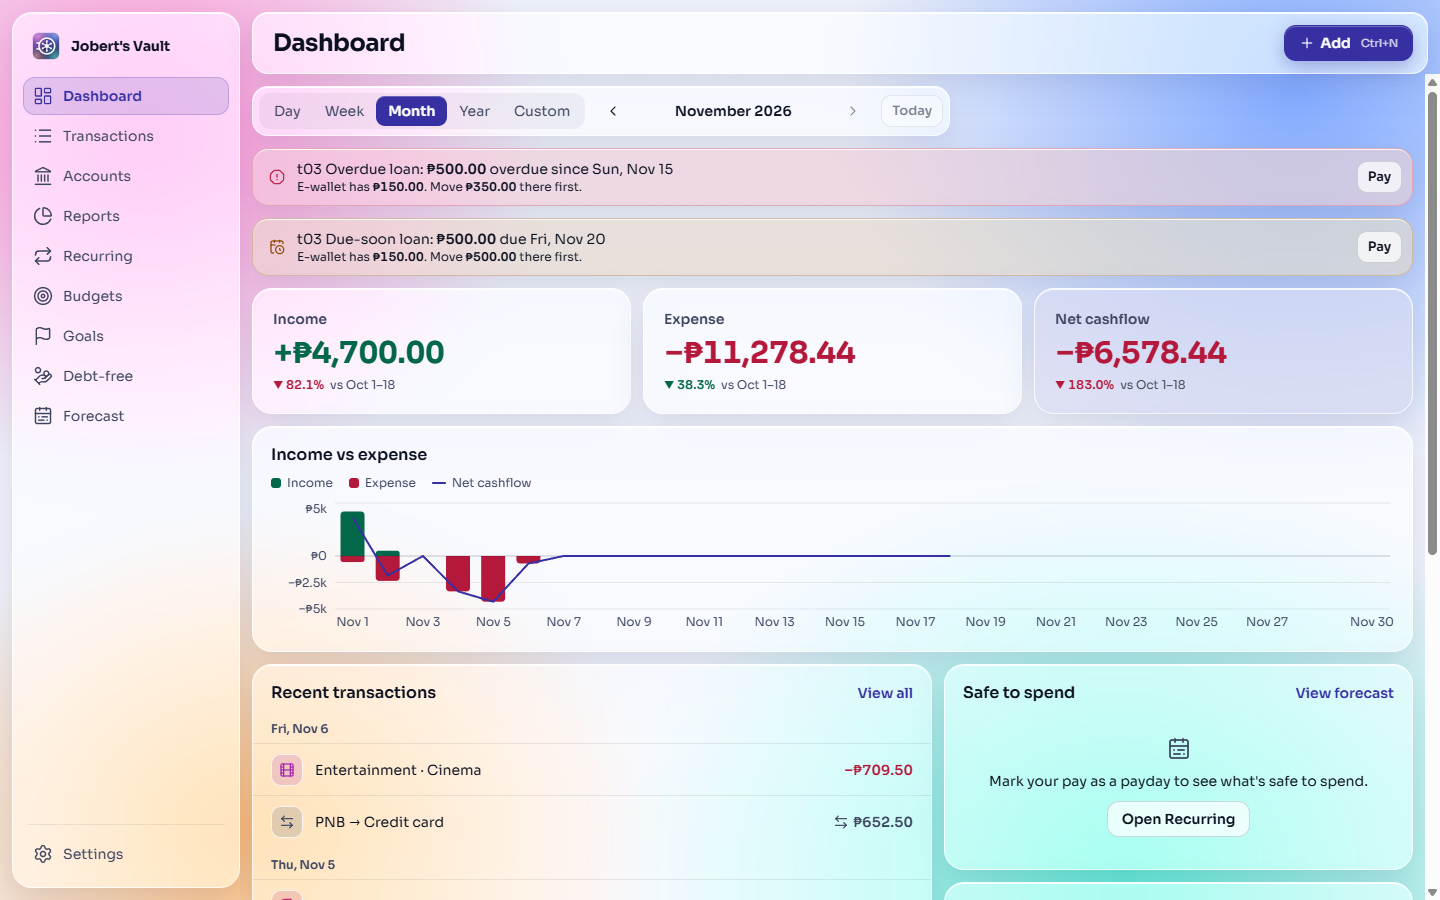 Jobert's Vault
Dashboard
Transactions
Accounts
Reports
Recurring
Budgets
Goals
Debt-free
Forecast
Settings
Dashboard
Add Ctrl+N
Day Week Month Year Custom
November 2026
Today
t03 Overdue loan: ₱500.00 overdue since Sun, Nov 15
E-wallet has ₱150.00. Move ₱350.00 there first.
Pay
t03 Due-soon loan: ₱500.00 due Fri, Nov 20
E-wallet has ₱150.00. Move ₱500.00 there first.
Pay
Income
+₱4,700.00
▼ 82.1% vs Oct 1–18
Expense
−₱11,278.44
▼ 38.3% vs Oct 1–18
Net cashflow
−₱6,578.44
▼ 183.0% vs Oct 1–18
Income vs expense
Income Expense Net cashflow
₱5k
₱0
−₱2.5k
−₱5k
Nov 1 Nov 3 Nov 5 Nov 7 Nov 9 Nov 11 Nov 13 Nov 15 Nov 17 Nov 19 Nov 21 Nov 23 Nov 25 Nov 27 Nov 30
Recent transactions View all
Fri, Nov 6
Entertainment · Cinema −₱709.50
PNB → Credit card ₱652.50
Thu, Nov 5
Safe to spend View forecast
Mark your pay as a payday to see what's safe to spend.
Open Recurring